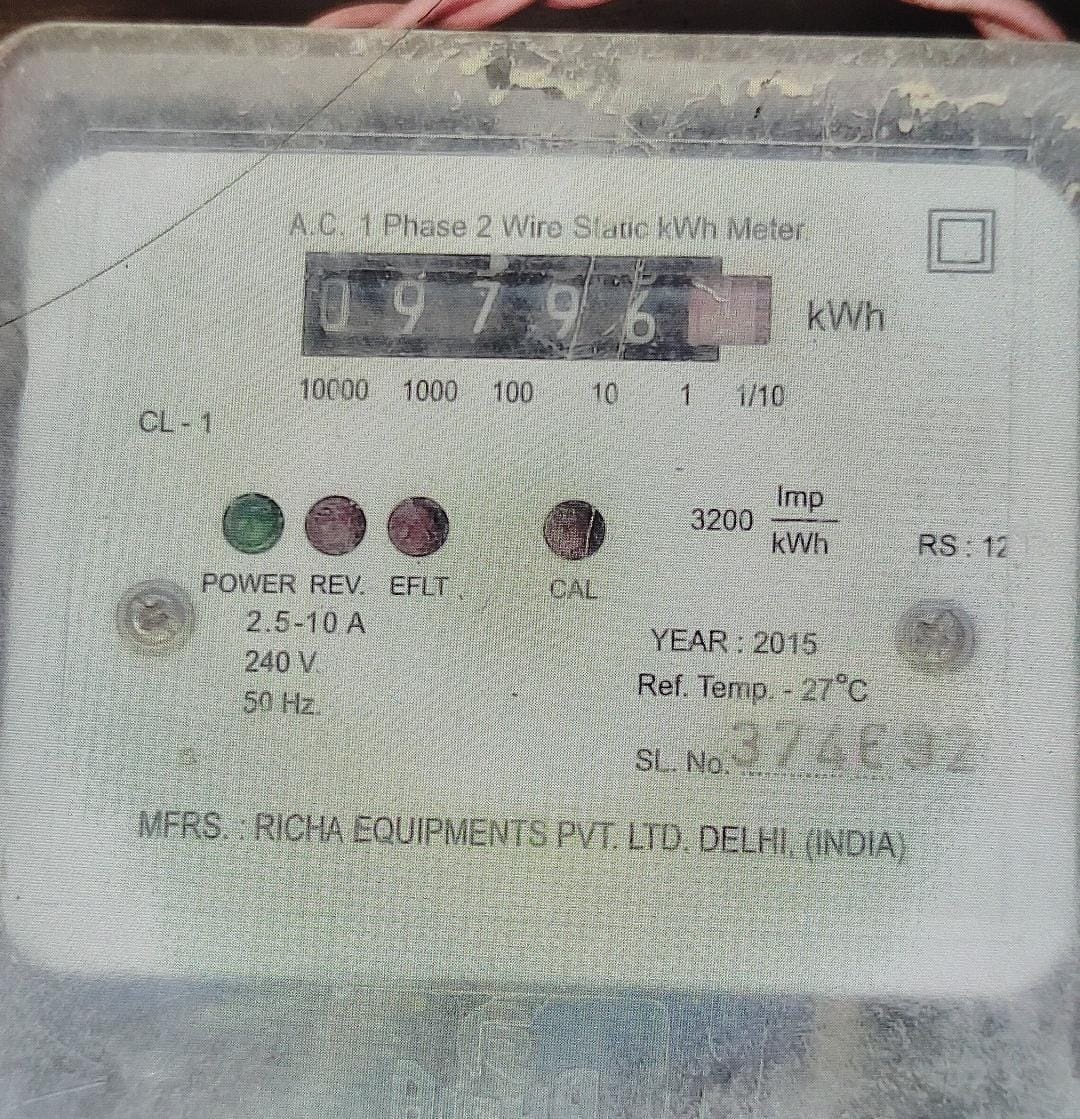 A.C. 1 Phase 2 Wire Static kWh Meter
0 9 7 9 6 kWh
10000 1000 100 10 1 1/10
CL - 1
3200 Imp
kWh
RS : 12
POWER REV. EFLT CAL
2.5-10 A
240 V
50 Hz.
YEAR : 2015
Ref. Temp. - 27°C
SL. No.
MFRS. : RICHA EQUIPMENTS PVT. LTD. DELHI, (INDIA)